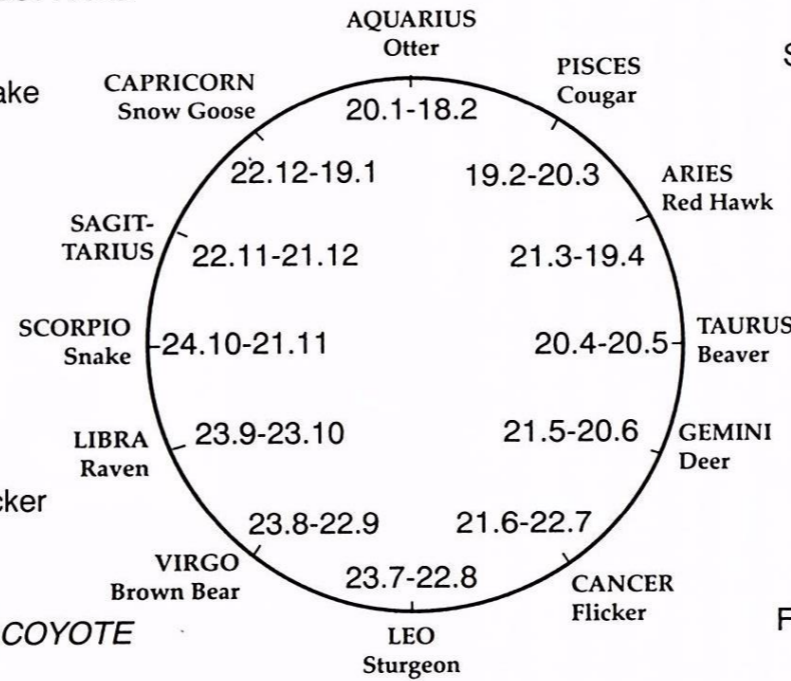 AQUARIUS
Otter
20.1-18.2
PISCES
Cougar
19.2-20.3
ARIES
Red Hawk
21.3-19.4
TAURUS
Beaver
20.4-20.5
GEMINI
Deer
21.5-20.6
CANCER
Flicker
21.6-22.7
LEO
Sturgeon
23.7-22.8
VIRGO
Brown Bear
23.8-22.9
LIBRA
Raven
23.9-23.10
SCORPIO
Snake
24.10-21.11
SAGIT-
TARIUS
22.11-21.12
CAPRICORN
Snow Goose
22.12-19.1
ake
cker
COYOTE
S
F